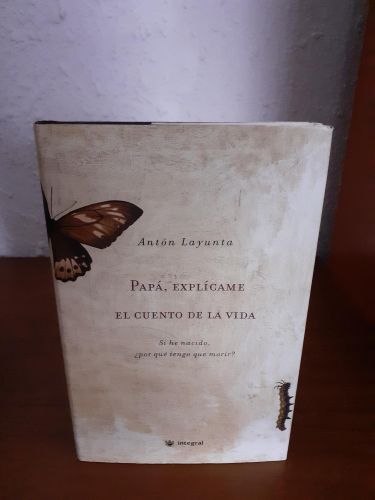 Antón Layunta
PAPÁ, EXPLÍCAME
EL CUENTO DE LA VIDA
Si he nacido,
¿por qué tengo que morir?
integral